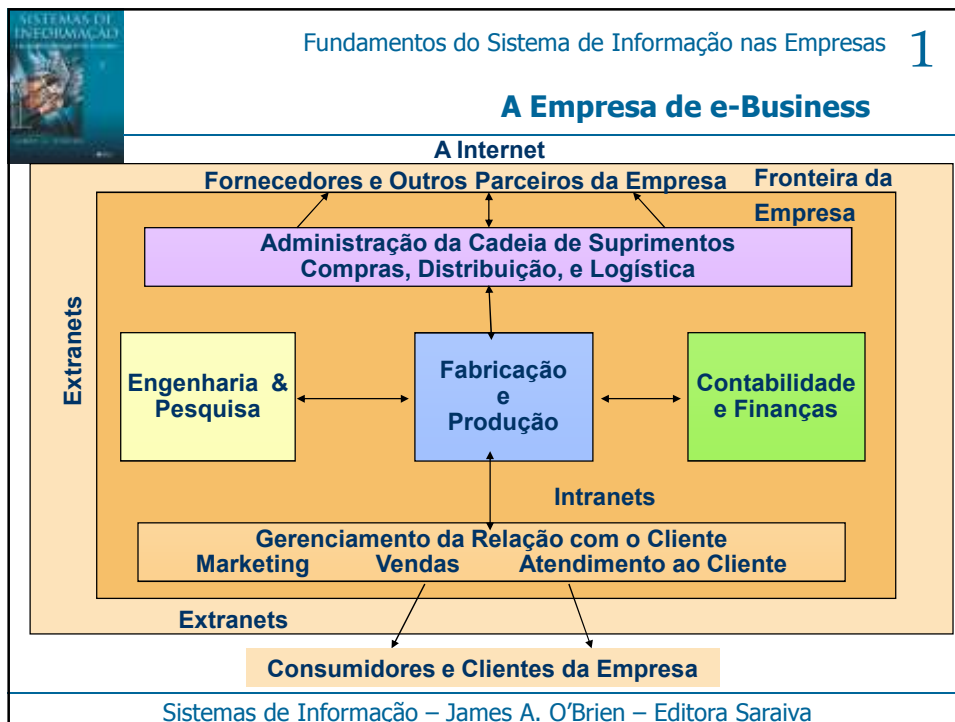 SISTEMAS DE
INFORMAÇÃO
Fundamentos do Sistema de Informação nas Empresas 1
A Empresa de e-Business
A Internet
Fornecedores e Outros Parceiros da Empresa
Fronteira da
Empresa
Administração da Cadeia de Suprimentos
Compras, Distribuição, e Logística
Extranets
Engenharia &
Pesquisa
Fabricação
e
Produção
Contabilidade
e Finanças
Intranets
Gerenciamento da Relação com o Cliente
Marketing Vendas Atendimento ao Cliente
Extranets
Consumidores e Clientes da Empresa
Sistemas de Informação – James A. O'Brien – Editora Saraiva